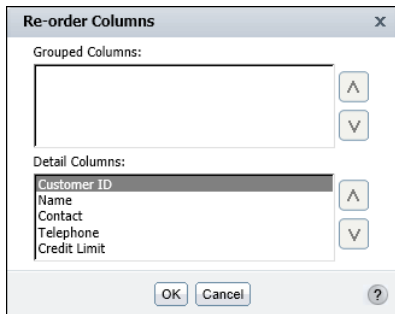 Re-order Columns x
Grouped Columns:
Detail Columns:
Customer ID
Name
Contact
Telephone
Credit Limit
OK Cancel ?